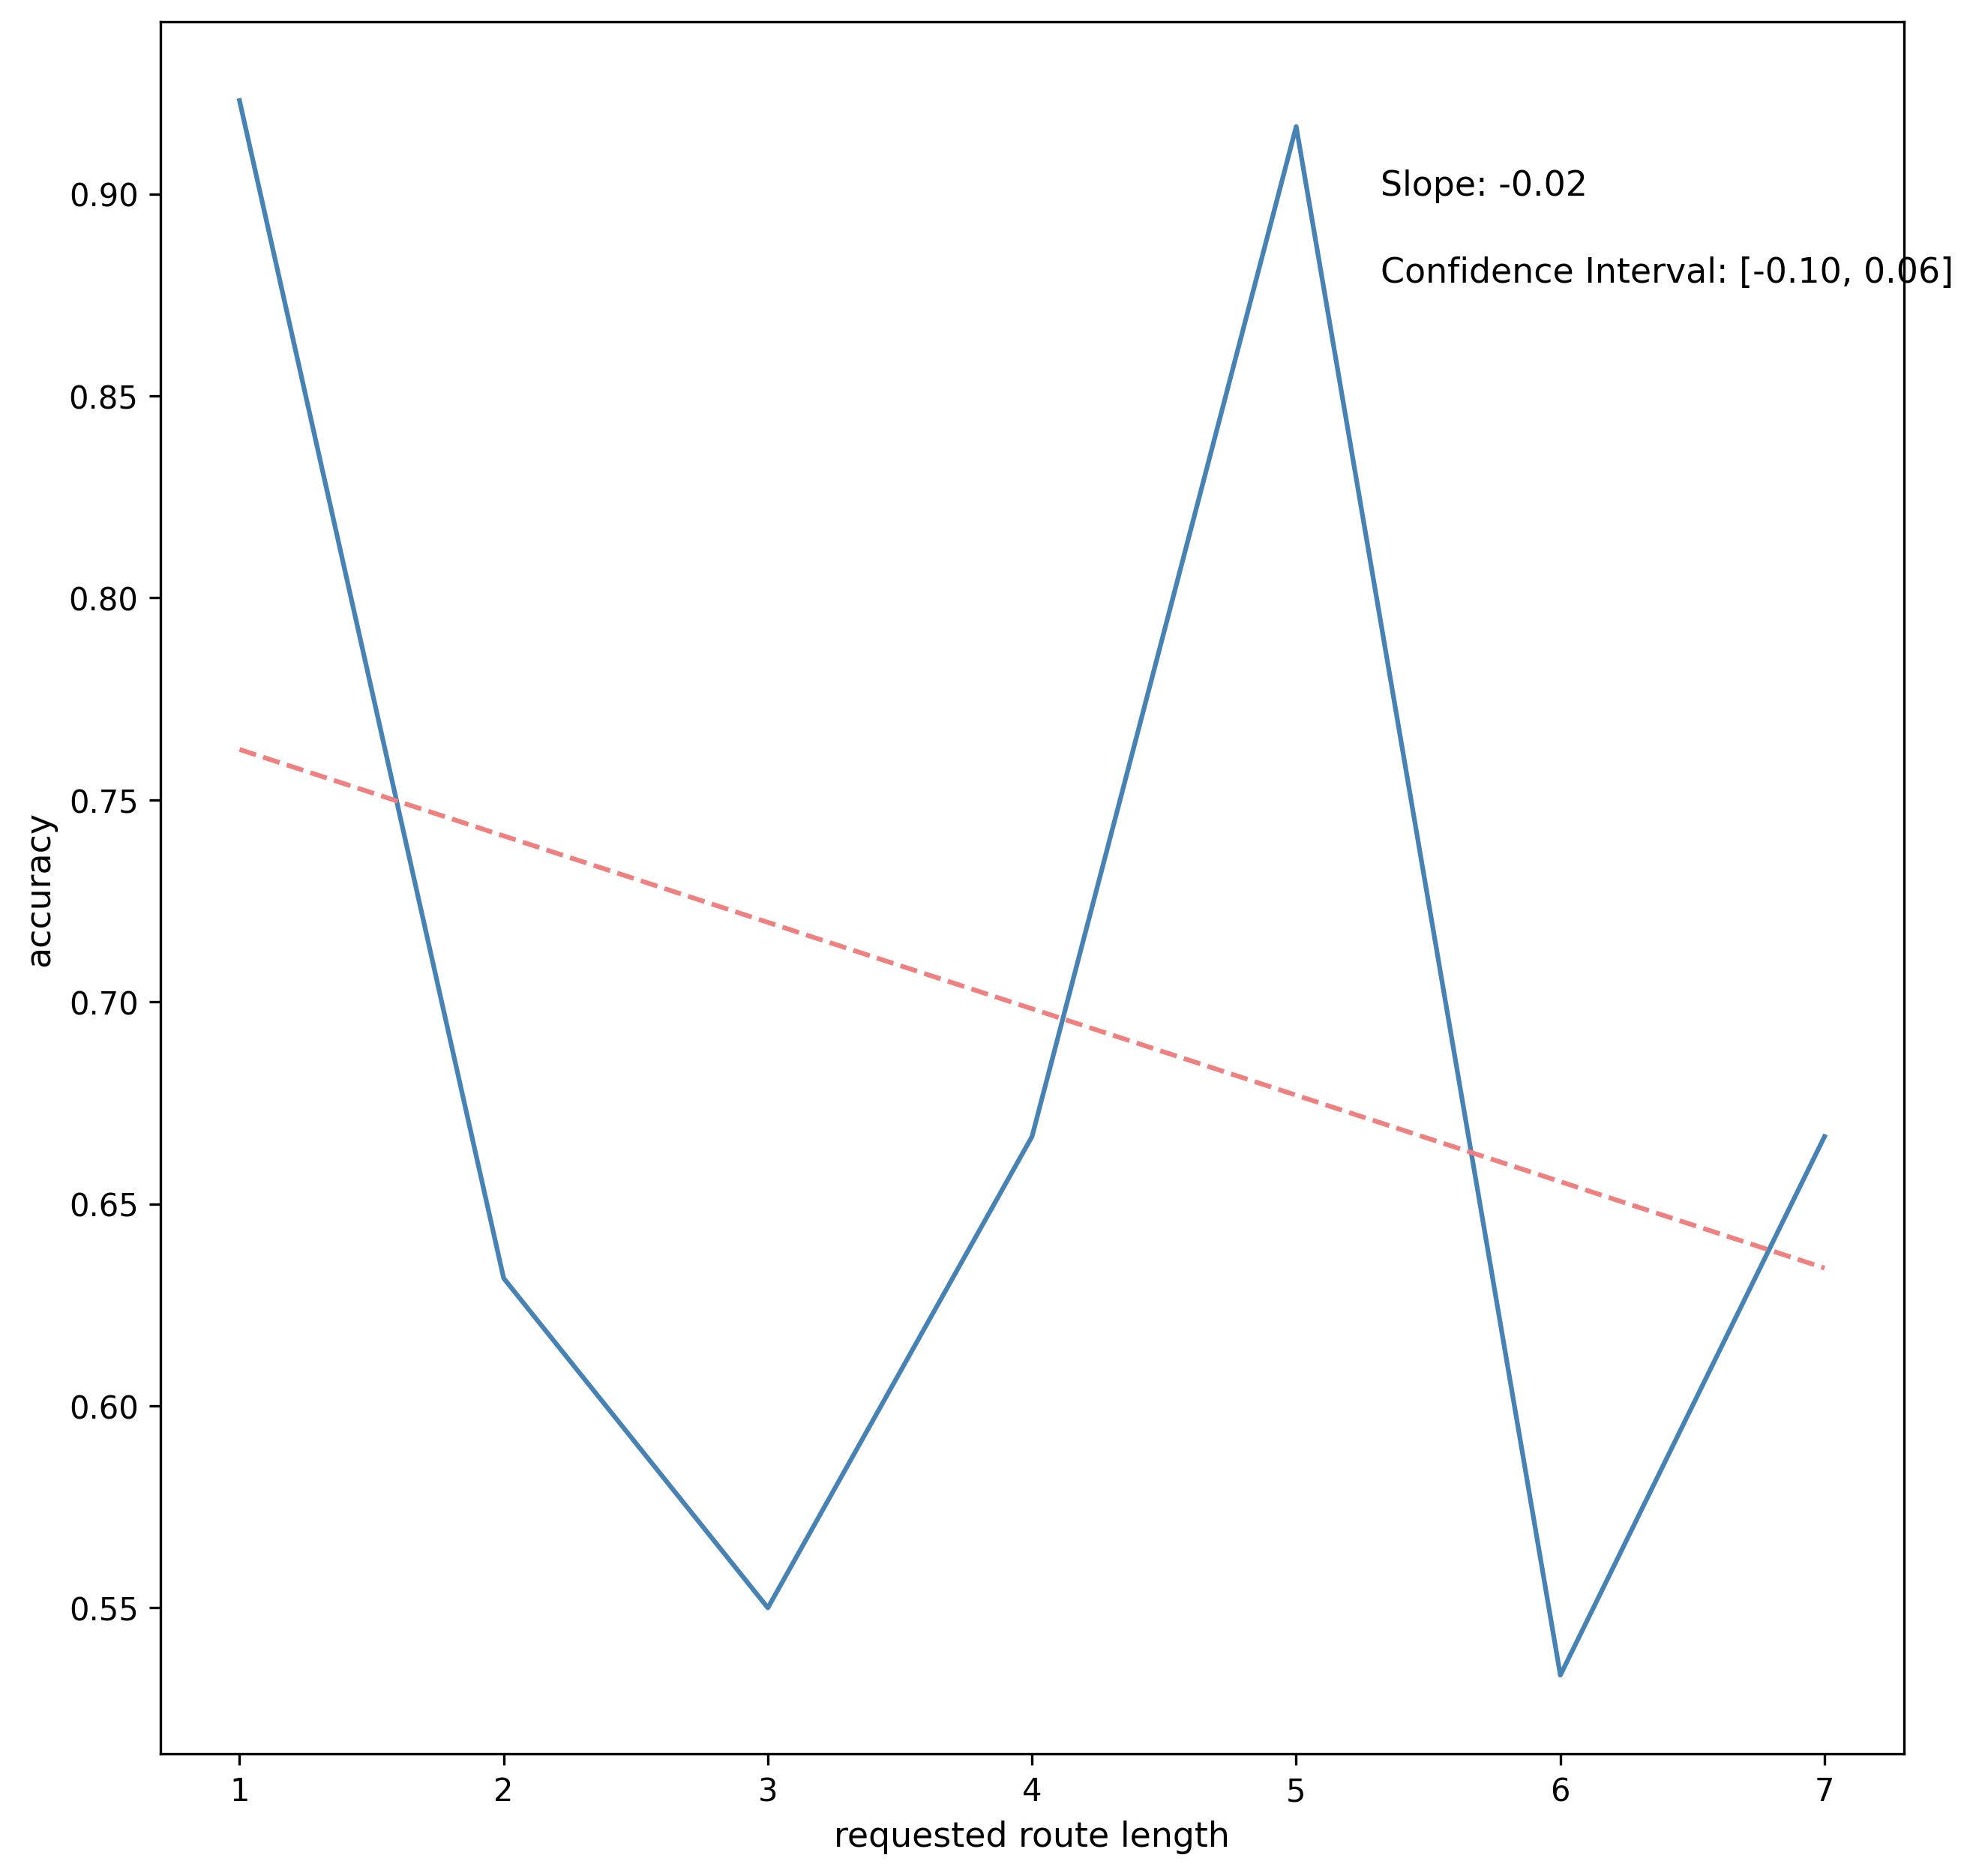 Slope: -0.02
Confidence Interval: [-0.10, 0.06]
0.90
0.85
0.80
0.75
0.70
0.65
0.60
0.55
accuracy
1 2 3 4 5 6 7
requested route length